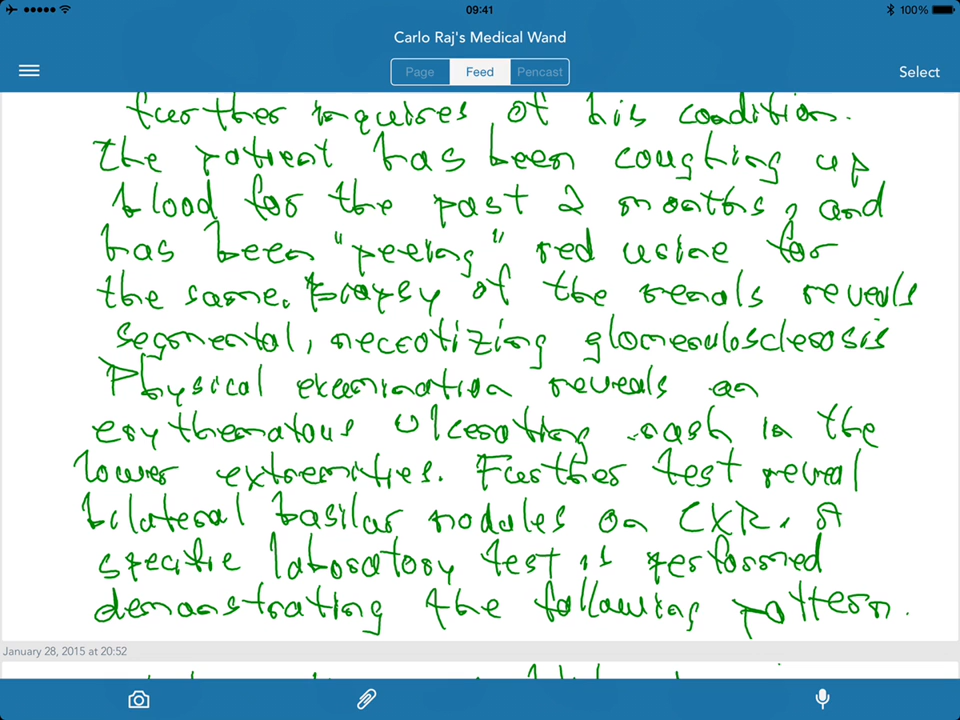 09:41
100%
Carlo Raj's Medical Wand
Page Feed Pencast
Select
further inquires of his condition.
the patient has been coughing up
blood for the past 2 months, and
has been "peeing" red urine for
the same. Biopsy of the renals reveals
segmental, necrotizing glomerulosclerosis
Physical examination reveals an
erythematous ulcerating rash in the
lower extremities. Further test reveal
bilateral basilar nodules on CXR. A
specific laboratory test is performed
demonstrating the following pattern.
January 28, 2015 at 20:52